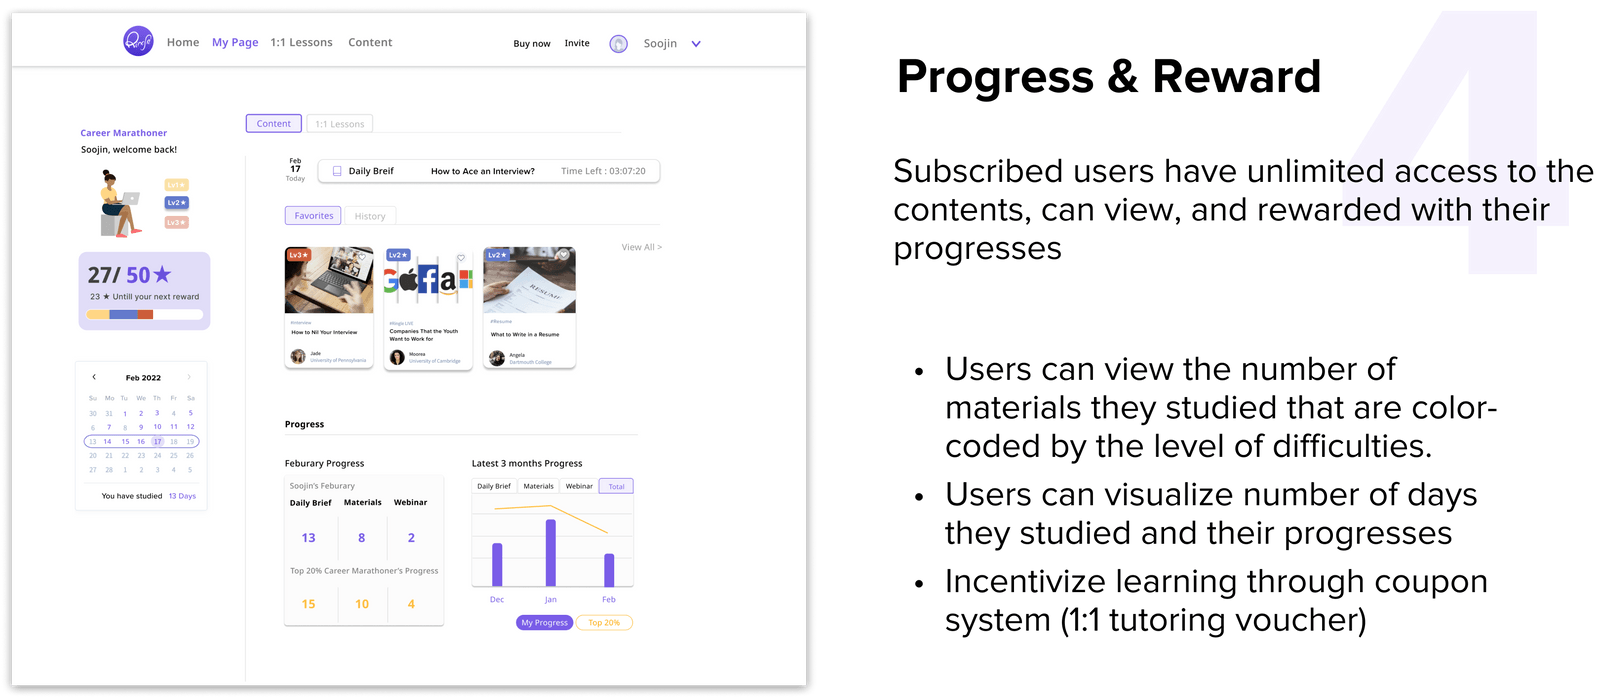 Home My Page 1:1 Lessons Content
Buy now Invite Soojin
Career Marathoner
Soojin, welcome back!
Lv1★
Lv2★
Lv3★
27/ 50★
23 ★ Untill your next reward
Feb 2022
Su Mo Tu We Th Fr Sa
30 31 1 2 3 4 5
6 7 8 9 10 11 12
13 14 15 16 17 18 19
20 21 22 23 24 25 26
27 28 1 2 3 4 5
You have studied 13 Days
Content 1:1 Lessons
Feb
17
Today
Daily Breif How to Ace an Interview? Time Left : 03:07:20
Favorites History
View All >
Lv3★
#Interview
How to Nil Your Interview
Jade
University of Pennsylvania
Lv2★
#Ringle LIVE
Companies That the Youth
Want to Work for
Moorea
University of Cambridge
Lv2★
RESUME
#Resume
What to Write in a Resume
Angela
Dartmouth College
Progress
Feburary Progress
Soojin's Feburary
Daily Brief Materials Webinar
13 8 2
Top 20% Career Marathoner's Progress
15 10 4
Latest 3 months Progress
Daily Brief Materials Webinar Total
Dec Jan Feb
My Progress Top 20%
4
Progress & Reward
Subscribed users have unlimited access to the
contents, can view, and rewarded with their
progresses
• Users can view the number of
materials they studied that are color-
coded by the level of difficulties.
• Users can visualize number of days
they studied and their progresses
• Incentivize learning through coupon
system (1:1 tutoring voucher)